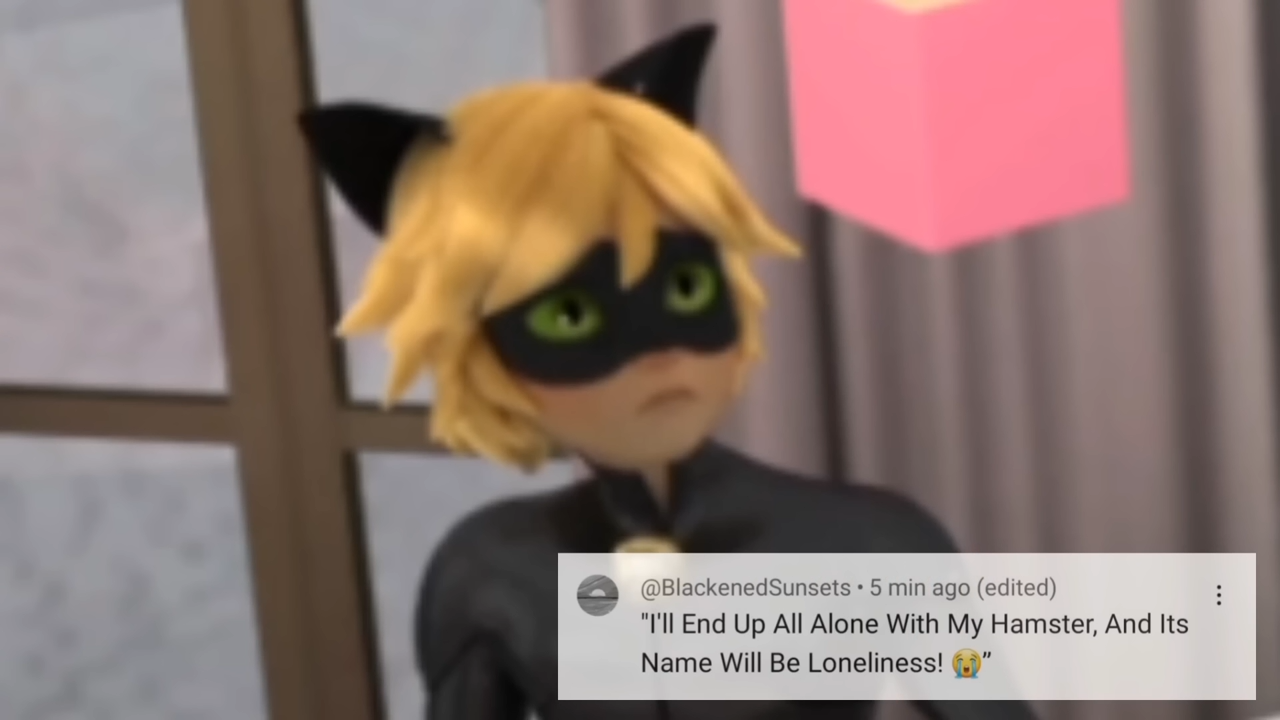 @BlackenedSunsets • 5 min ago (edited)
"I'll End Up All Alone With My Hamster, And Its
Name Will Be Loneliness! 😭”